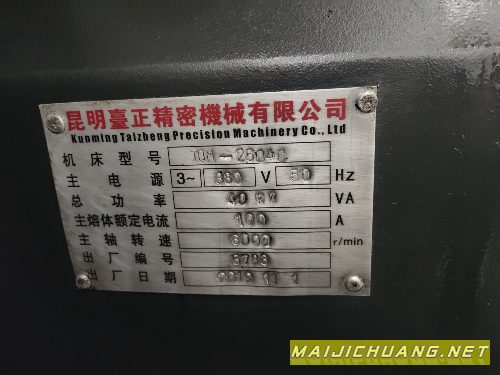 昆明臺正精密機械有限公司
Kunming Taizheng Precision Machinery Co., Ltd
机床型号
主电源 3~ 380 V 50 Hz
总功率 40 VA
主熔体额定电流 100 A
主轴转速 6000 r/min
出厂编号
出厂日期
MAIJICHUANG.NET